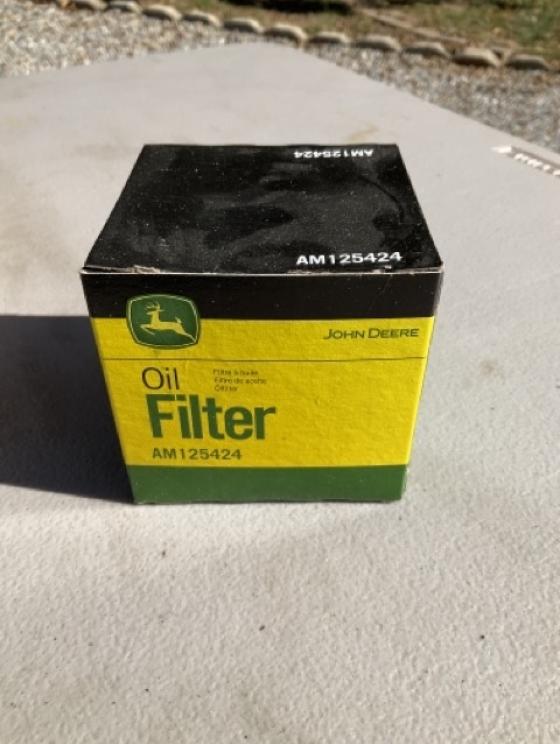 AM125424
AM125424
JOHN DEERE
Oil
Filtre à huile
Filtro de aceite
Ölfilter
Filter
AM125424